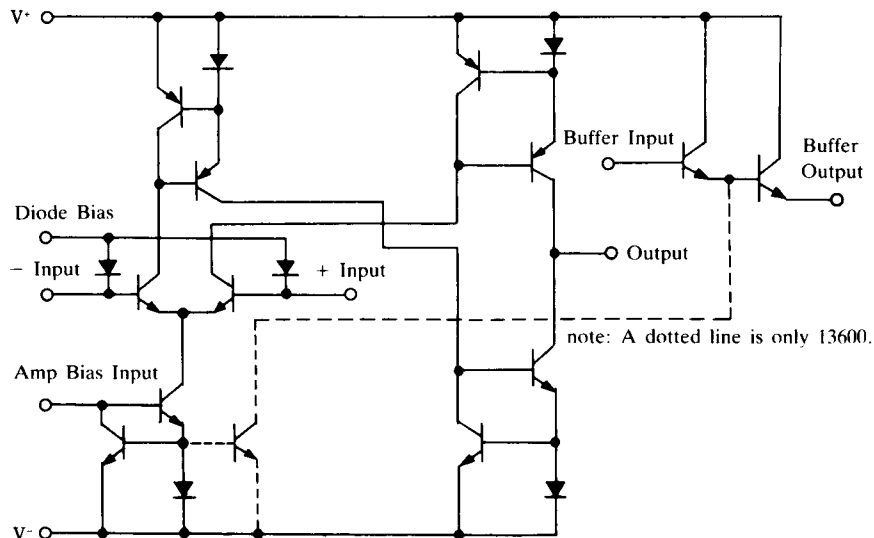 V+
Buffer Input
Buffer
Output
Diode Bias
− Input
+ Input
Output
note: A dotted line is only 13600.
Amp Bias Input
V−